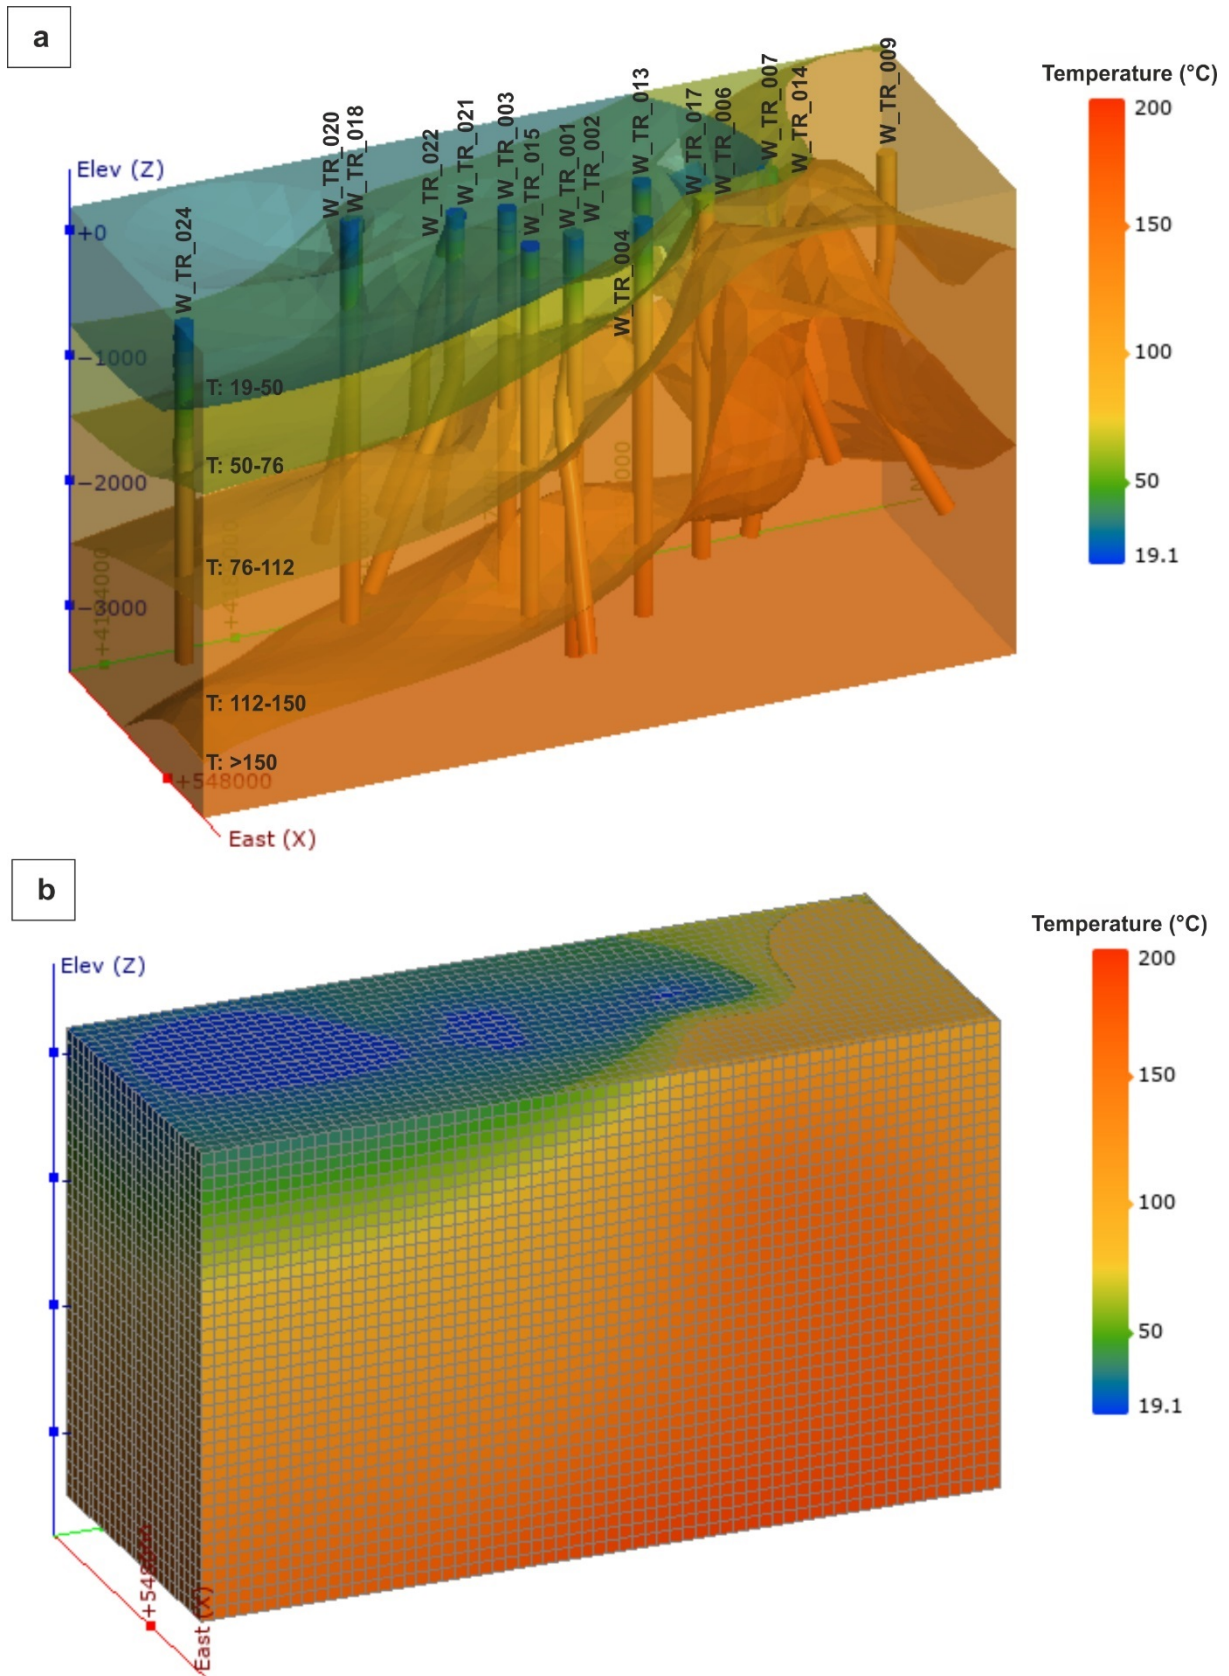 a
Temperature (°C)
200
150
100
50
19.1
Elev (Z)
+0
−1000
−2000
−3000
W_TR_024
W_TR_020
W_TR_018
W_TR_022
W_TR_021
W_TR_003
W_TR_015
W_TR_001
W_TR_002
W_TR_004
W_TR_013
W_TR_017
W_TR_006
W_TR_007
W_TR_014
W_TR_009
T: 19-50
T: 50-76
T: 76-112
T: 112-150
T: >150
+548000
East (X)
b
Temperature (°C)
200
150
100
50
19.1
Elev (Z)
East (X)